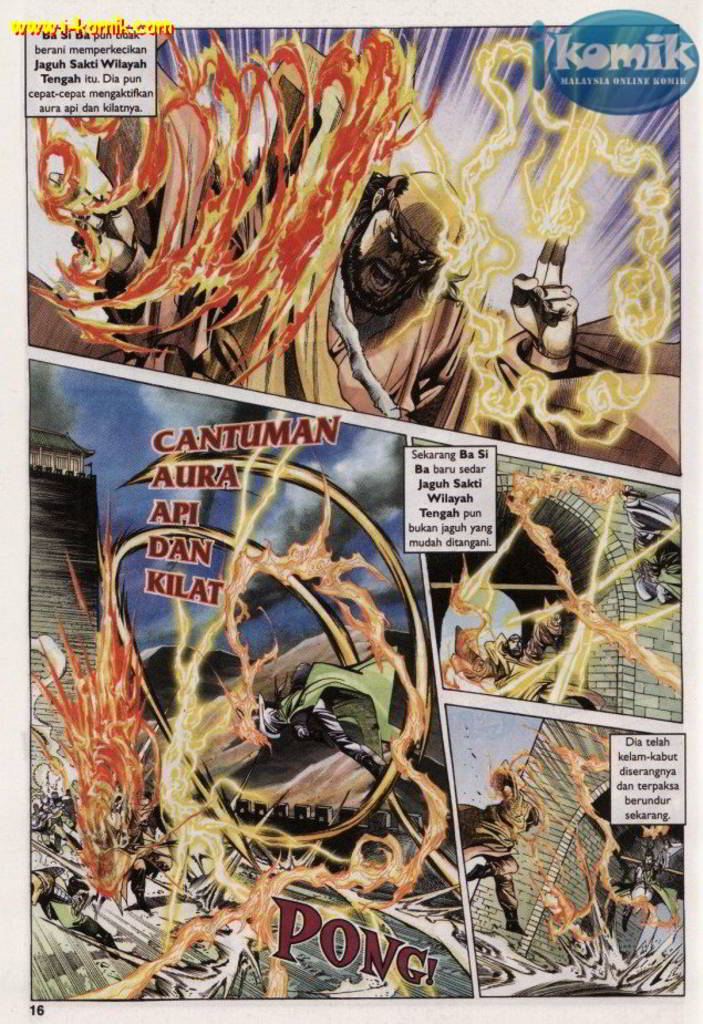 www.j-komik.com
Ba Si Ba pun tidak
berani memperkecikan
Jaguh Sakti Wilayah
Tengah itu. Dia pun
cepat-cepat mengaktifkan
aura api dan kilatnya.
jkomik
MALAYSIA ONLINE KOMIK
CANTUMAN
AURA
API
DAN
KILAT
Sekarang Ba Si
Ba baru sedar
Jaguh Sakti
Wilayah
Tengah pun
bukan jaguh yang
mudah ditangani.
Dia telah
kelam-kabut
diserangnya
dan terpaksa
berundur
sekarang.
PONG!
16